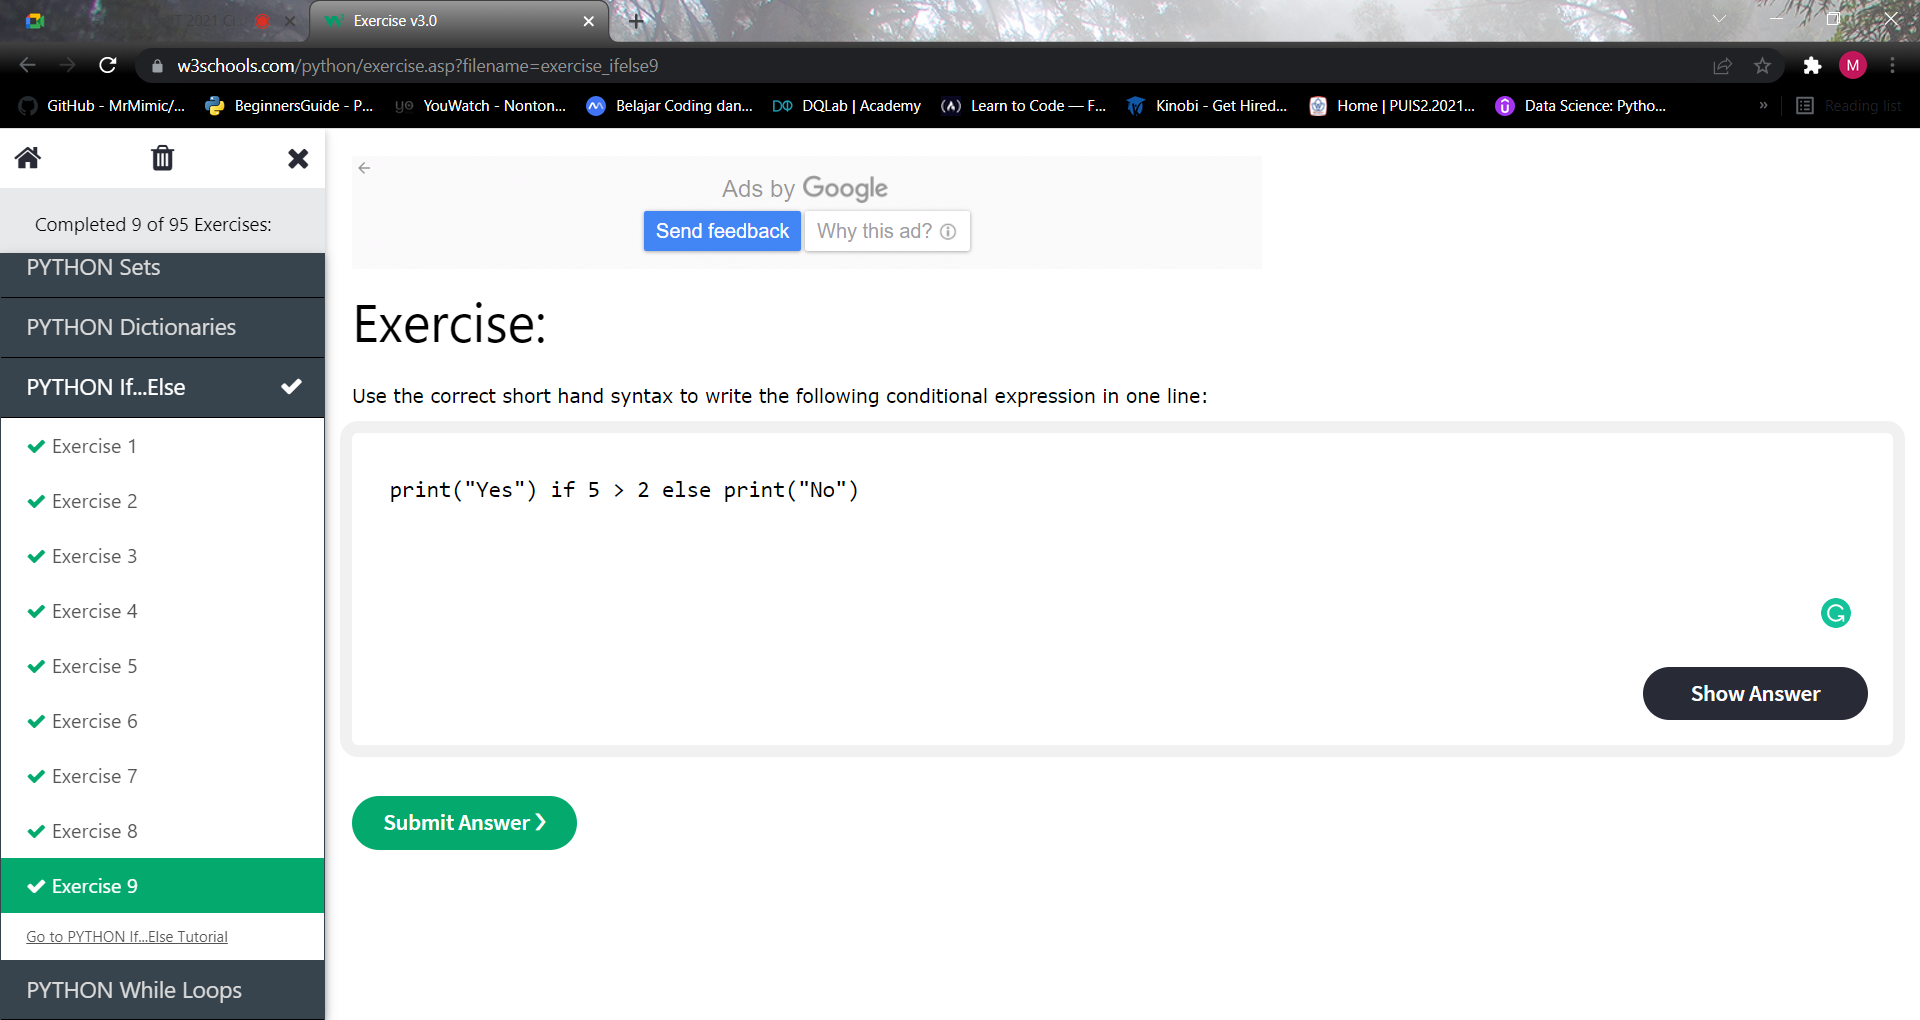 IT 2021 Ci...
Exercise v3.0
w3schools.com/python/exercise.asp?filename=exercise_ifelse9
M
GitHub - MrMimic/...
BeginnersGuide - P...
YouWatch - Nonton...
Belajar Coding dan...
DQLab | Academy
Learn to Code — F...
Kinobi - Get Hired...
Home | PUIS2.2021...
Data Science: Pytho...
»
Reading list
Completed 9 of 95 Exercises:
PYTHON Sets
PYTHON Dictionaries
PYTHON If...Else
Exercise 1
Exercise 2
Exercise 3
Exercise 4
Exercise 5
Exercise 6
Exercise 7
Exercise 8
Exercise 9
Go to PYTHON If...Else Tutorial
PYTHON While Loops
Ads by Google
Send feedback
Why this ad?
Exercise:
Use the correct short hand syntax to write the following conditional expression in one line:
print("Yes") if 5 > 2 else print("No")
Show Answer
Submit Answer ❯